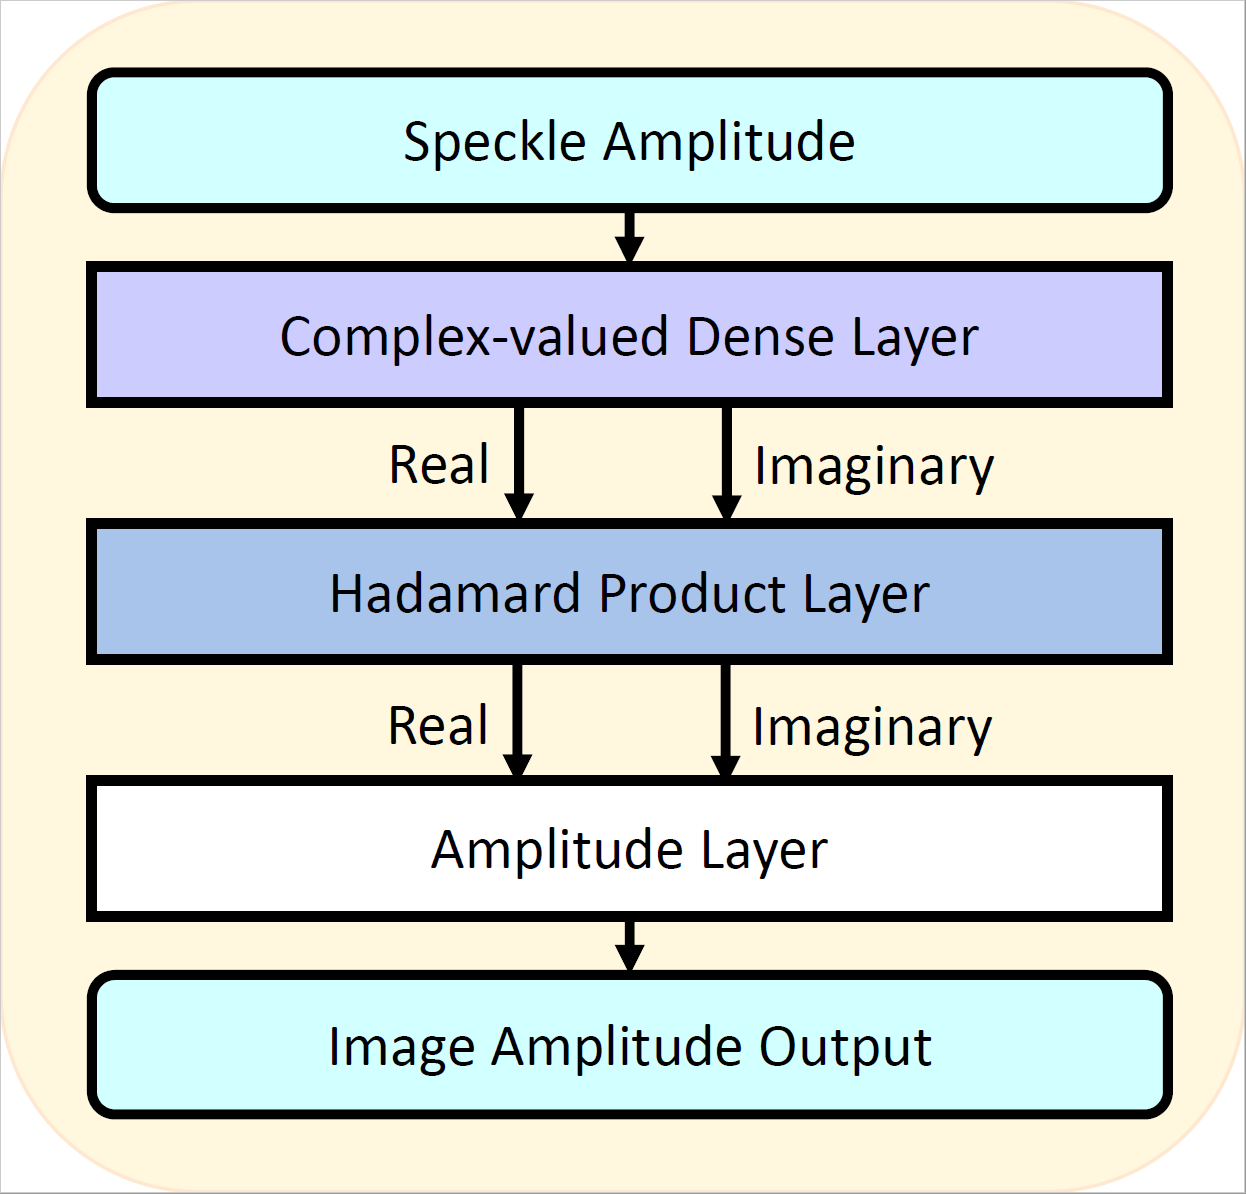 Speckle Amplitude
Complex-valued Dense Layer
Real Imaginary
Hadamard Product Layer
Real Imaginary
Amplitude Layer
Image Amplitude Output